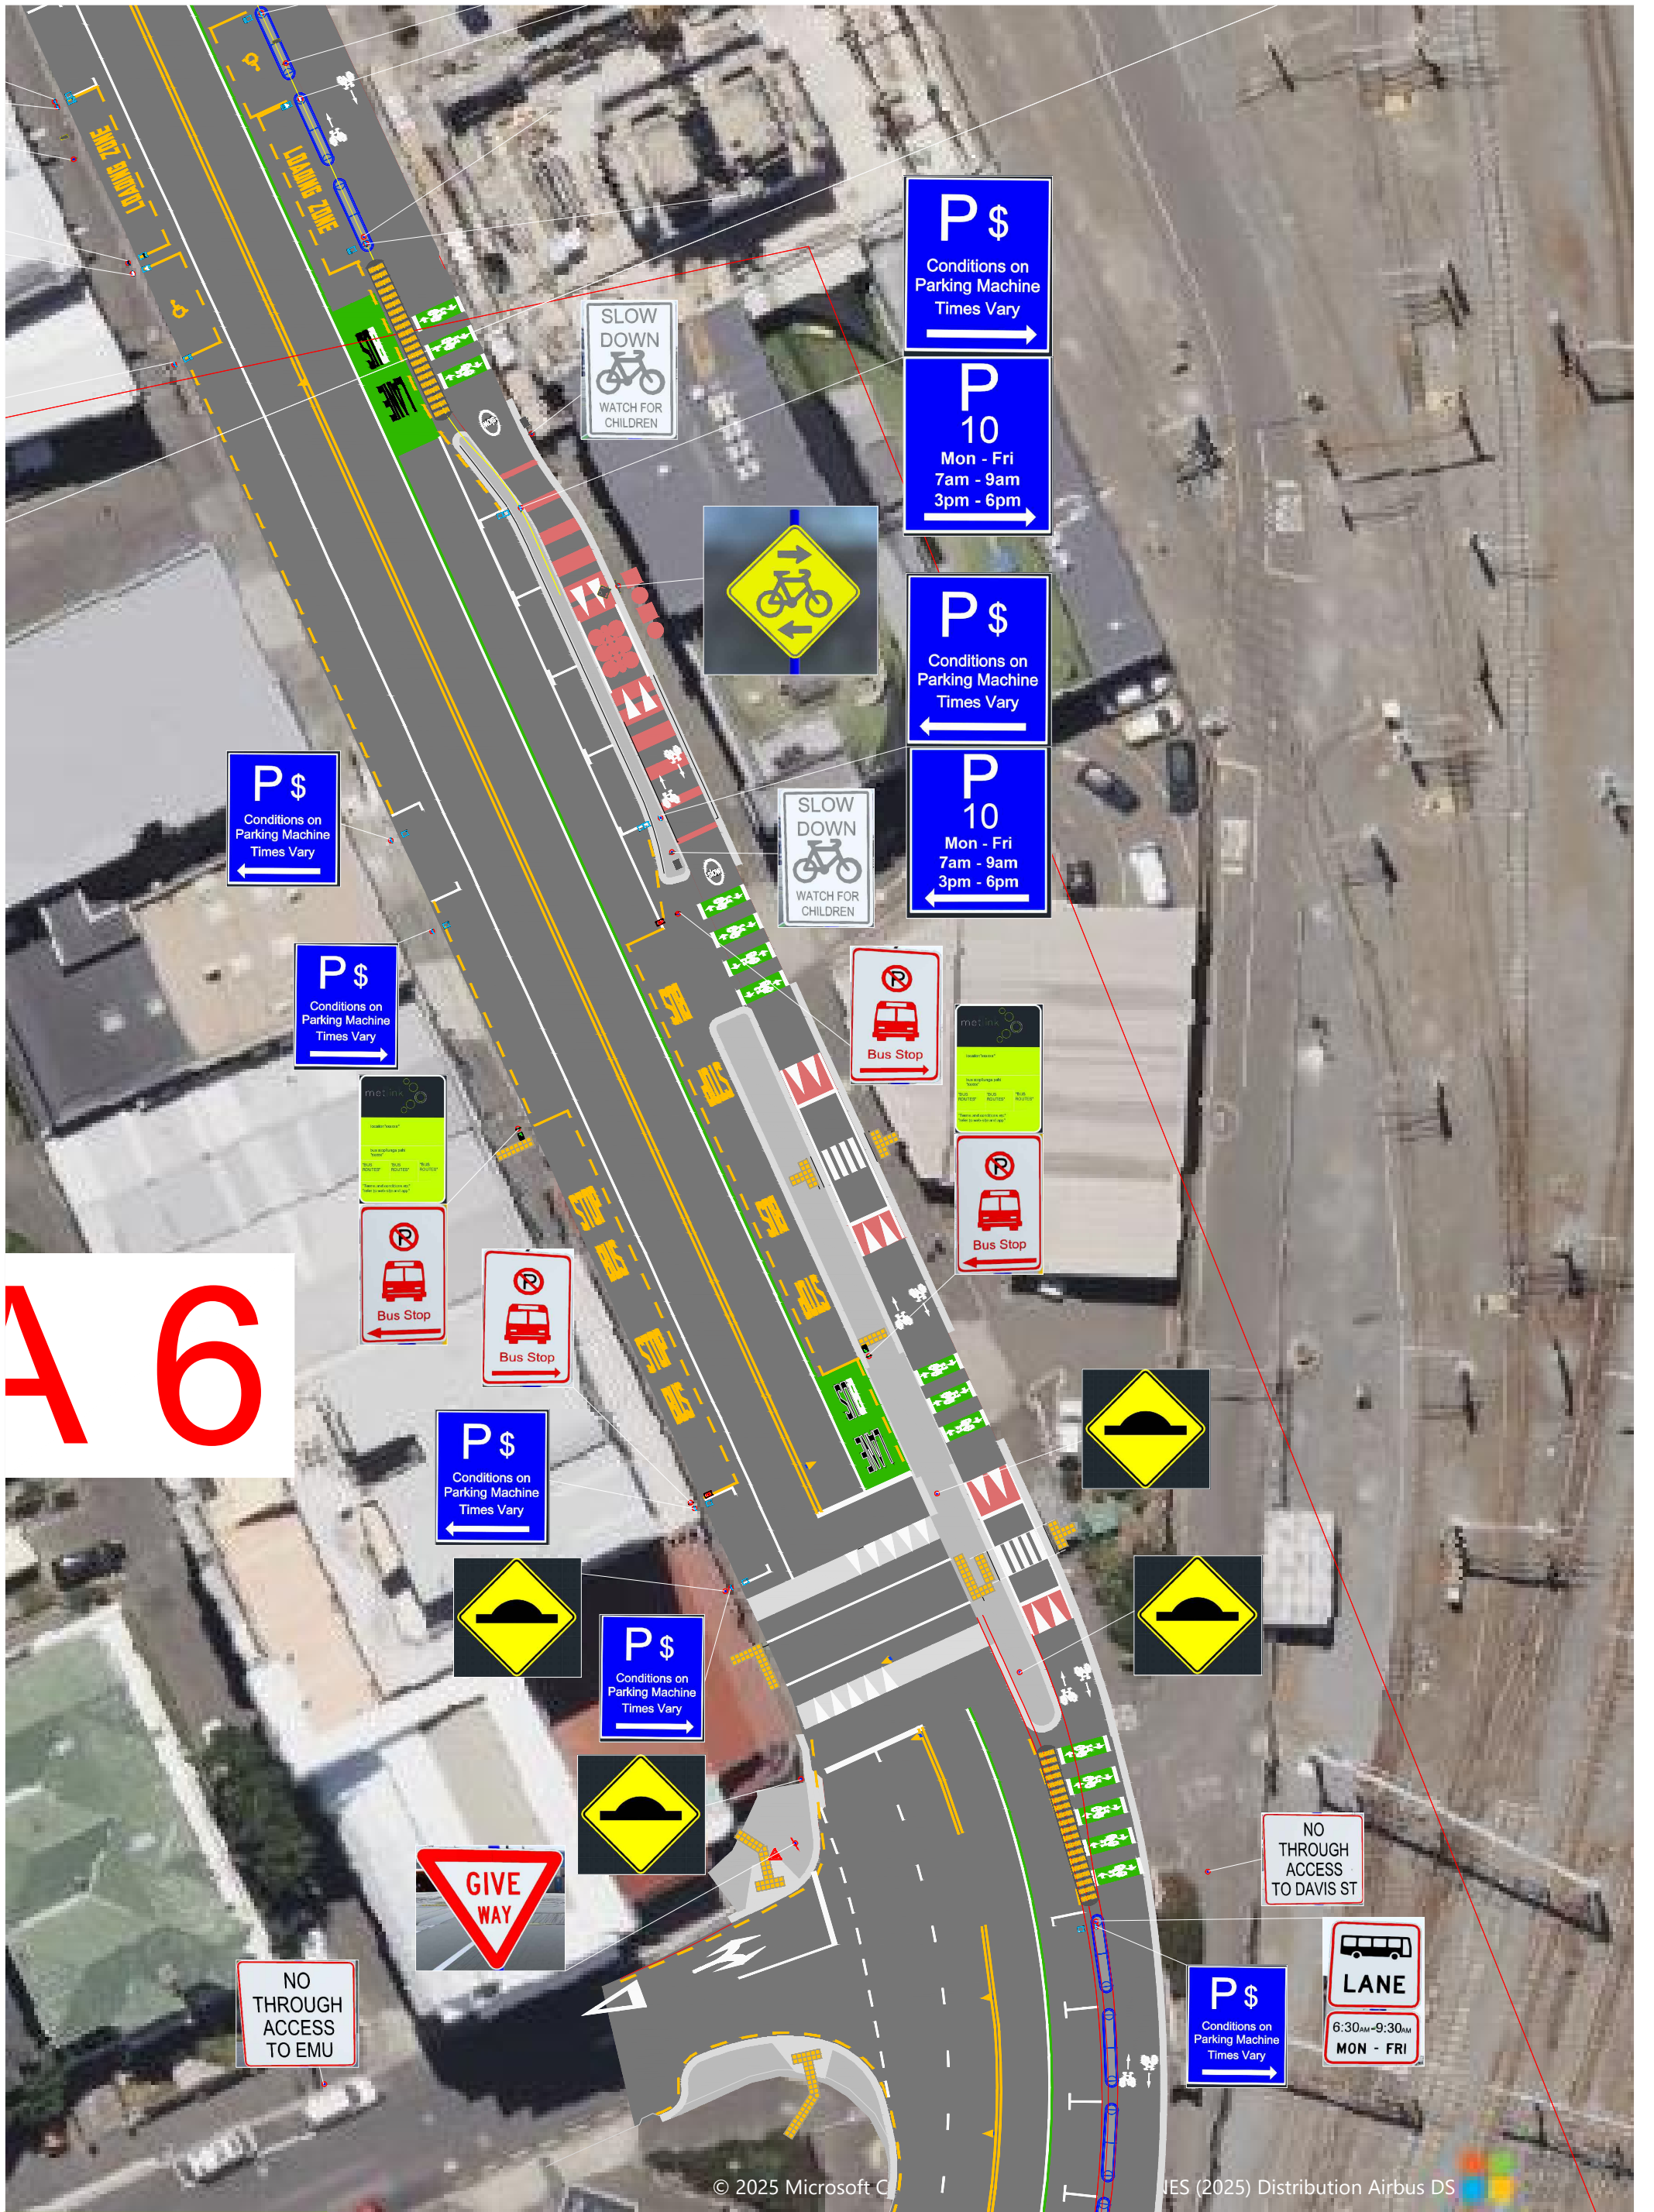 LOADING ZONE
LOADING ZONE
P $
Conditions on
Parking Machine
Times Vary
P
10
Mon - Fri
7am - 9am
3pm - 6pm
SLOW
DOWN
WATCH FOR
CHILDREN
P $
Conditions on
Parking Machine
Times Vary
P
10
Mon - Fri
7am - 9am
3pm - 6pm
SLOW
DOWN
WATCH FOR
CHILDREN
P $
Conditions on
Parking Machine
Times Vary
P $
Conditions on
Parking Machine
Times Vary
P
Bus Stop
metlink
P
Bus Stop
metlink
P
Bus Stop
P
Bus Stop
STOP
BUS
STOP
BUS
STOP
BUS
STOP
BUS
A 6
P $
Conditions on
Parking Machine
Times Vary
P $
Conditions on
Parking Machine
Times Vary
GIVE
WAY
NO
THROUGH
ACCESS
TO DAVIS ST
LANE
6:30AM-9:30AM
MON - FRI
P $
Conditions on
Parking Machine
Times Vary
NO
THROUGH
ACCESS
TO EMU
© 2025 Microsoft C
NES (2025) Distribution Airbus DS